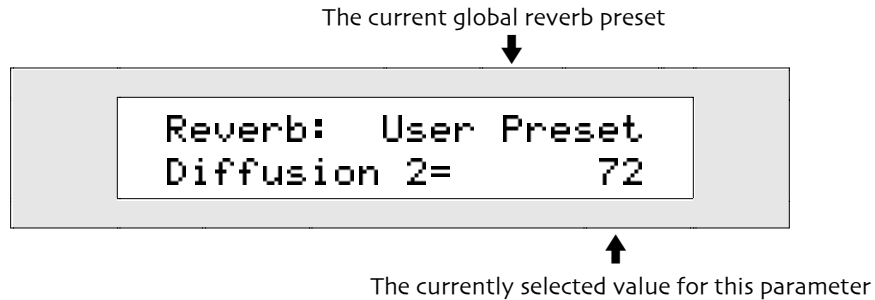 The current global reverb preset
Reverb: User Preset
Diffusion 2= 72
The currently selected value for this parameter